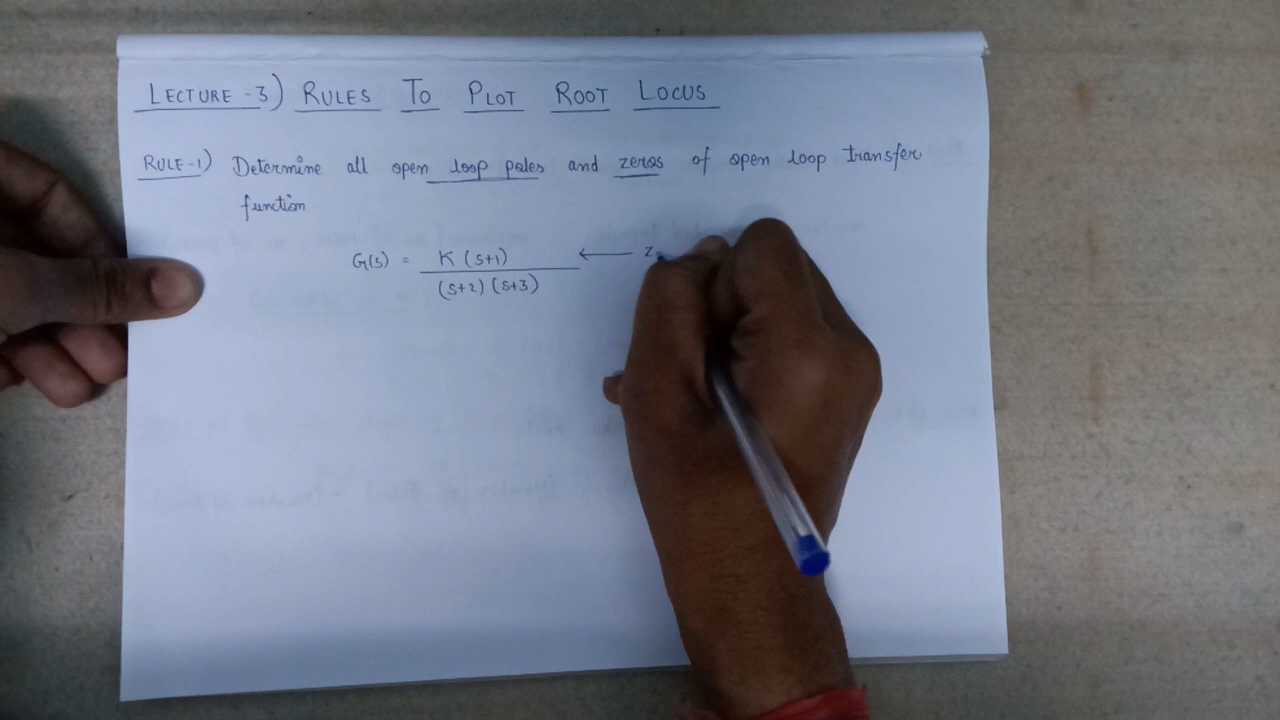 LECTURE-3) RULES TO PLOT ROOT LOCUS
RULE-1) Determine all open loop poles and zeros of open loop transfer
function
G(s) = K(s+1) ← z
(s+2)(s+3)